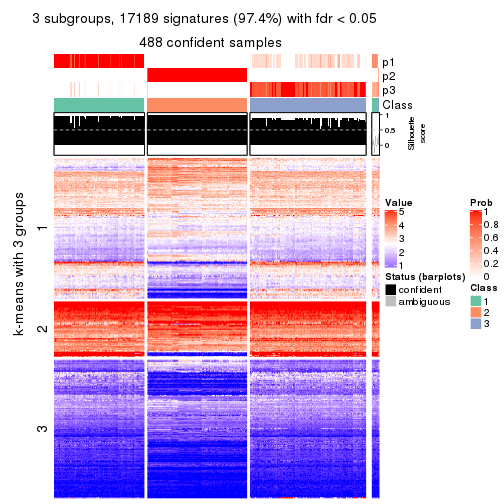 3 subgroups, 17189 signatures (97.4%) with fdr < 0.05
488 confident samples
p1
p2
p3
Class
1
0.5
0
Silhouette
score
k-means with 3 groups
1
2
3
Value
5
4
3
2
1
Status (barplots)
confident
ambiguous
Prob
1
0.8
0.6
0.4
0.2
0
Class
1
2
3